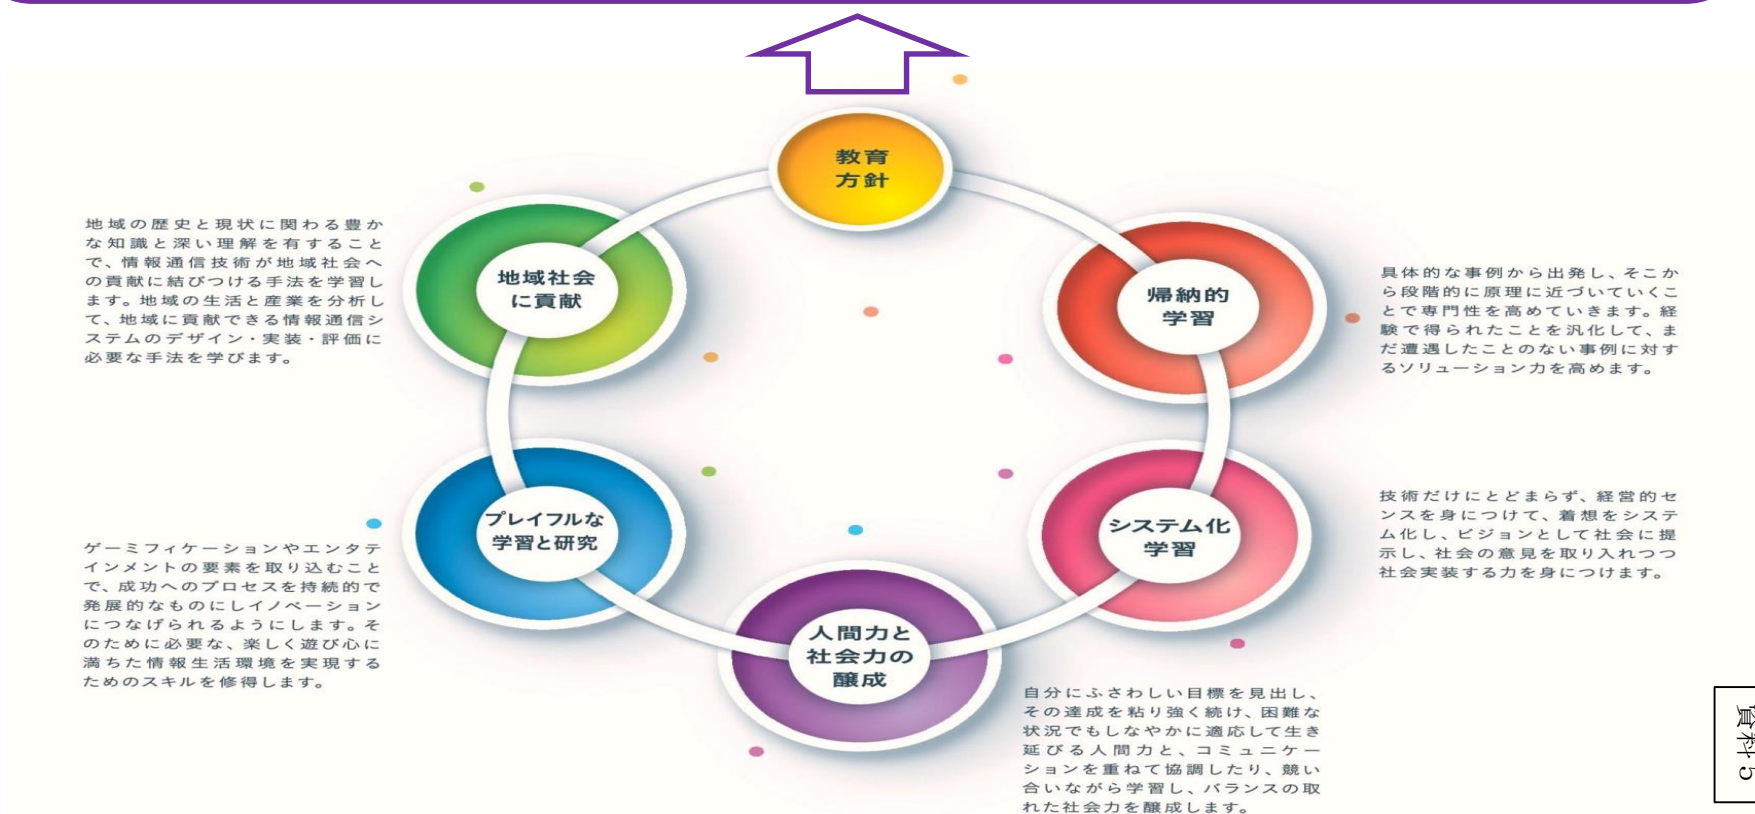 教育
方針
地域社会
に貢献
地域の歴史と現状に関わる豊か
な知識と深い理解を有すること
で、情報通信技術が地域社会へ
の貢献に結びつける手法を学習し
ます。地域の生活と産業を分析し
て、地域に貢献できる情報通信シ
ステムのデザイン・実装・評価に
必要な手法を学びます。
帰納的
学習
具体的な事例から出発し、そこか
ら段階的に原理に近づいていくこ
とで専門性を高めていきます。経
験で得られたことを汎化して、ま
だ遭遇したことのない事例に対す
るソリューション力を高めます。
プレイフルな
学習と研究
ゲーミフィケーションやエンタテ
インメントの要素を取り込むこと
で、成功へのプロセスを持続的で
発展的なものにしイノベーション
につなげられるようにします。そ
のために必要な、楽しく遊び心に
満ちた情報生活環境を実現する
ためのスキルを修得します。
システム化
学習
技術だけにとどまらず、経営的セ
ンスを身につけて、着想をシステ
ム化し、ビジョンとして社会に提
示し、社会の意見を取り入れつつ
社会実装する力を身につけます。
人間力と
社会力の
醸成
自分にふさわしい目標を見出し、
その達成を粘り強く続け、困難な
状況でもしなやかに適応して生き
延びる人間力と、コミュニケー
ションを重ねて協調したり、競い
合いながら学習し、バランスの取
れた社会力を醸成します。
資料5